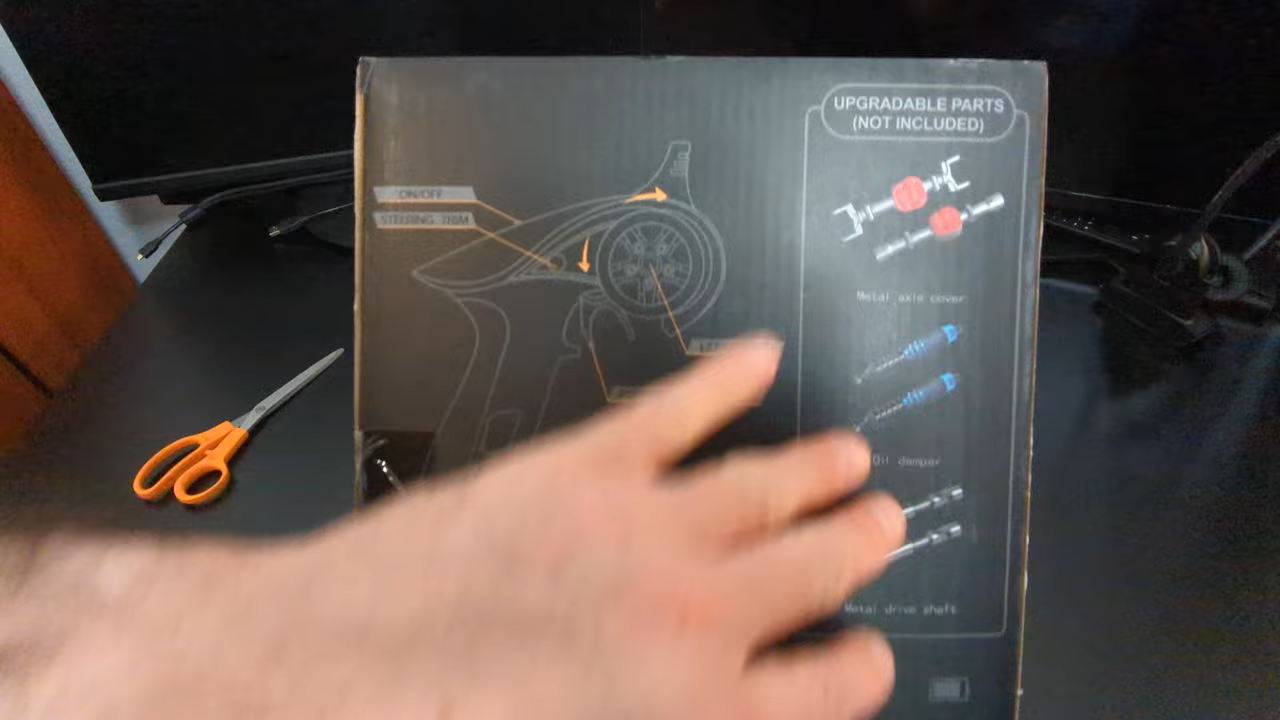 UPGRADABLE PARTS
(NOT INCLUDED)
ON/OFF
STEERING TRIM
Metal axle cover
Oil damper
Metal drive shaft